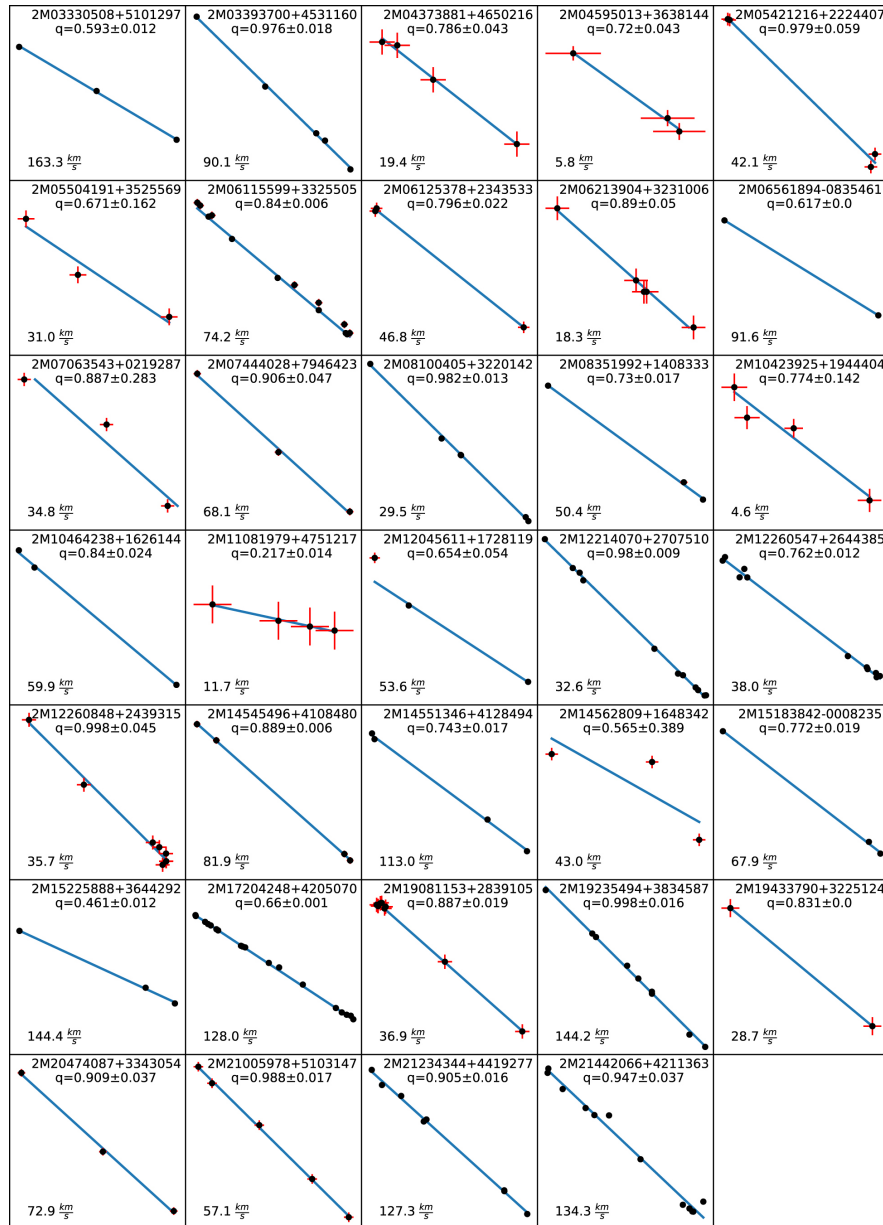 2M03330508+5101297
q=0.593±0.012
163.3 km/s
2M03393700+4531160
q=0.976±0.018
90.1 km/s
2M04373881+4650216
q=0.786±0.043
19.4 km/s
2M04595013+3638144
q=0.72±0.043
5.8 km/s
2M05421216+2224407
q=0.979±0.059
42.1 km/s
2M05504191+3525569
q=0.671±0.162
31.0 km/s
2M06115599+3325505
q=0.84±0.006
74.2 km/s
2M06125378+2343533
q=0.796±0.022
46.8 km/s
2M06213904+3231006
q=0.89±0.05
18.3 km/s
2M06561894-0835461
q=0.617±0.0
91.6 km/s
2M07063543+0219287
q=0.887±0.283
34.8 km/s
2M07444028+7946423
q=0.906±0.047
68.1 km/s
2M08100405+3220142
q=0.982±0.013
29.5 km/s
2M08351992+1408333
q=0.73±0.017
50.4 km/s
2M10423925+1944404
q=0.774±0.142
4.6 km/s
2M10464238+1626144
q=0.84±0.024
59.9 km/s
2M11081979+4751217
q=0.217±0.014
11.7 km/s
2M12045611+1728119
q=0.654±0.054
53.6 km/s
2M12214070+2707510
q=0.98±0.009
32.6 km/s
2M12260547+2644385
q=0.762±0.012
38.0 km/s
2M12260848+2439315
q=0.998±0.045
35.7 km/s
2M14545496+4108480
q=0.889±0.006
81.9 km/s
2M14551346+4128494
q=0.743±0.017
113.0 km/s
2M14562809+1648342
q=0.565±0.389
43.0 km/s
2M15183842-0008235
q=0.772±0.019
67.9 km/s
2M15225888+3644292
q=0.461±0.012
144.4 km/s
2M17204248+4205070
q=0.66±0.001
128.0 km/s
2M19081153+2839105
q=0.887±0.019
36.9 km/s
2M19235494+3834587
q=0.998±0.016
144.2 km/s
2M19433790+3225124
q=0.831±0.0
28.7 km/s
2M20474087+3343054
q=0.909±0.037
72.9 km/s
2M21005978+5103147
q=0.988±0.017
57.1 km/s
2M21234344+4419277
q=0.905±0.016
127.3 km/s
2M21442066+4211363
q=0.947±0.037
134.3 km/s